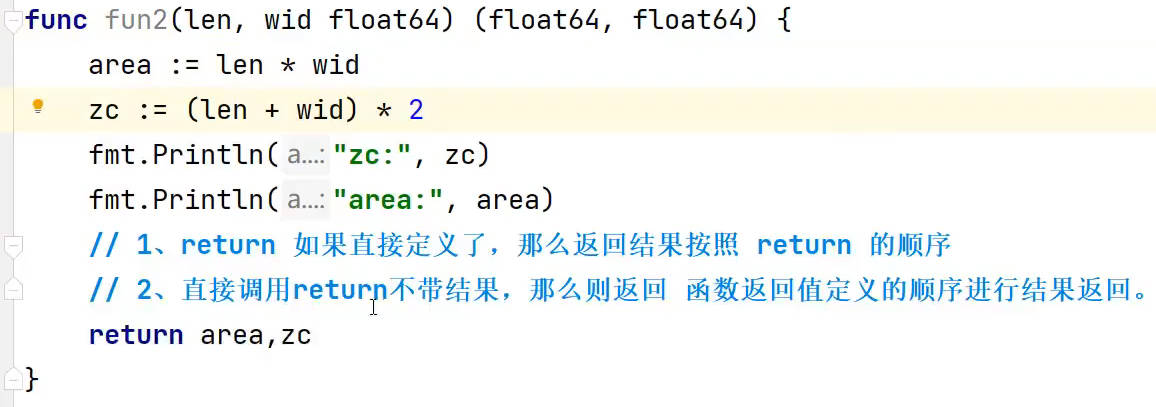 func fun2(len, wid float64) (float64, float64) {
area := len * wid
zc := (len + wid) * 2
fmt.Println(a...:"zc:", zc)
fmt.Println(a...:"area:", area)
// 1、return 如果直接定义了，那么返回结果按照 return 的顺序
// 2、直接调用return不带结果，那么则返回 函数返回值定义的顺序进行结果返回。
return area,zc
}